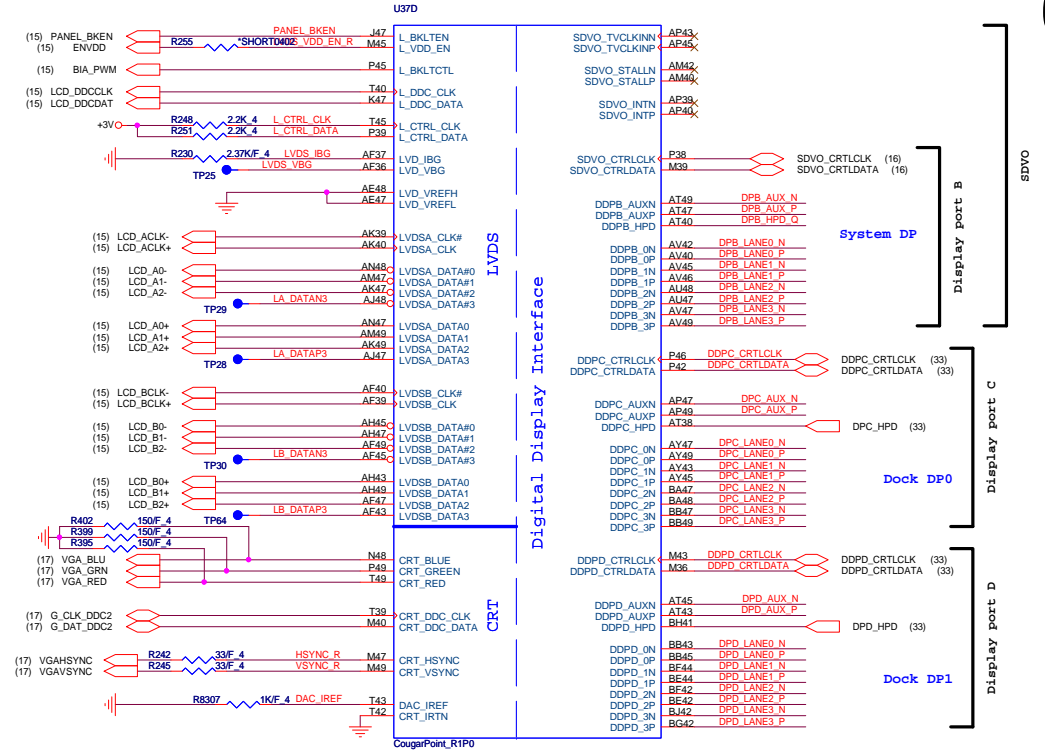 U37D
(15) PANEL_BKEN PANEL_BKEN J47 L_BKLTEN
(15) ENVDD R255 *SHORT0402 S_VDD_EN_R M45 L_VDD_EN
(15) BIA_PWM P45 L_BKLTCTL
(15) LCD_DDCCLK T40 L_DDC_CLK
(15) LCD_DDCDAT K47 L_DDC_DATA
+3V R248 2.2K_4 L_CTRL_CLK T45 L_CTRL_CLK
R251 2.2K_4 L_CTRL_DATA P39 L_CTRL_DATA
R230 2.37K/F_4 LVDS_IBG AF37 LVD_IBG
TP25 LVDS_VBG AF36 LVD_VBG
AE48 LVD_VREFH
AE47 LVD_VREFL
(15) LCD_ACLK- AK39 LVDSA_CLK#
(15) LCD_ACLK+ AK40 LVDSA_CLK
(15) LCD_A0- AN48 LVDSA_DATA#0
(15) LCD_A1- AM47 LVDSA_DATA#1
(15) LCD_A2- AK47 LVDSA_DATA#2
TP29 LA_DATAN3 AJ48 LVDSA_DATA#3
(15) LCD_A0+ AN47 LVDSA_DATA0
(15) LCD_A1+ AM49 LVDSA_DATA1
(15) LCD_A2+ AK49 LVDSA_DATA2
TP28 LA_DATAP3 AJ47 LVDSA_DATA3
(15) LCD_BCLK- AF40 LVDSB_CLK#
(15) LCD_BCLK+ AF39 LVDSB_CLK
(15) LCD_B0- AH45 LVDSB_DATA#0
(15) LCD_B1- AH47 LVDSB_DATA#1
(15) LCD_B2- AF49 LVDSB_DATA#2
TP30 LB_DATAN3 AF45 LVDSB_DATA#3
(15) LCD_B0+ AH43 LVDSB_DATA0
(15) LCD_B1+ AH49 LVDSB_DATA1
(15) LCD_B2+ AF47 LVDSB_DATA2
TP64 LB_DATAP3 AF43 LVDSB_DATA3
R402 150/F_4
R399 150/F_4
R395 150/F_4
(17) VGA_BLU N48 CRT_BLUE
(17) VGA_GRN P49 CRT_GREEN
(17) VGA_RED T49 CRT_RED
(17) G_CLK_DDC2 T39 CRT_DDC_CLK
(17) G_DAT_DDC2 M40 CRT_DDC_DATA
(17) VGAHSYNC R242 33/F_4 HSYNC_R M47 CRT_HSYNC
(17) VGAVSYNC R245 33/F_4 VSYNC_R M49 CRT_VSYNC
R8307 1K/F_4 DAC_IREF T43 DAC_IREF
T42 CRT_IRTN
CougarPoint_R1P0
LVDS
CRT
Digital Display Interface
SDVO_TVCLKINN AP43
SDVO_TVCLKINP AP45
SDVO_STALLN AM42
SDVO_STALLP AM40
SDVO_INTN AP39
SDVO_INTP AP40
SDVO_CTRLCLK P38 SDVO_CRTLCLK (16)
SDVO_CTRLDATA M39 SDVO_CRTLDATA (16)
DDPB_AUXN AT49 DPB_AUX_N
DDPB_AUXP AT47 DPB_AUX_P
DDPB_HPD AT40 DPB_HPD_Q
DDPB_0N AV42 DPB_LANE0_N
DDPB_0P AV40 DPB_LANE0_P
DDPB_1N AV45 DPB_LANE1_N
DDPB_1P AV46 DPB_LANE1_P
DDPB_2N AU48 DPB_LANE2_N
DDPB_2P AU47 DPB_LANE2_P
DDPB_3N AV47 DPB_LANE3_N
DDPB_3P AV49 DPB_LANE3_P
System DP
Display port B
SDVO
DDPC_CTRLCLK P46 DDPC_CRTLCLK DDPC_CRTLCLK (33)
DDPC_CTRLDATA P42 DDPC_CRTLDATA DDPC_CRTLDATA (33)
DDPC_AUXN AP47 DPC_AUX_N
DDPC_AUXP AP49 DPC_AUX_P
DDPC_HPD AT38 DPC_HPD (33)
DDPC_0N AY47 DPC_LANE0_N
DDPC_0P AY49 DPC_LANE0_P
DDPC_1N AY43 DPC_LANE1_N
DDPC_1P AY45 DPC_LANE1_P
DDPC_2N BA47 DPC_LANE2_N
DDPC_2P BA48 DPC_LANE2_P
DDPC_3N BB47 DPC_LANE3_N
DDPC_3P BB49 DPC_LANE3_P
Dock DP0
Display port C
DDPD_CTRLCLK M43 DDPD_CRTLCLK DDPD_CRTLCLK (33)
DDPD_CTRLDATA M36 DDPD_CRTLDATA DDPD_CRTLDATA (33)
DDPD_AUXN AT45 DPD_AUX_N
DDPD_AUXP AT43 DPD_AUX_P
DDPD_HPD BH41 DPD_HPD (33)
DDPD_0N BB43 DPD_LANE0_N
DDPD_0P BB45 DPD_LANE0_P
DDPD_1N BF44 DPD_LANE1_N
DDPD_1P BE44 DPD_LANE1_P
DDPD_2N BF42 DPD_LANE2_N
DDPD_2P BE42 DPD_LANE2_P
DDPD_3N BJ42 DPD_LANE3_N
DDPD_3P BG42 DPD_LANE3_P
Dock DP1
Display port D